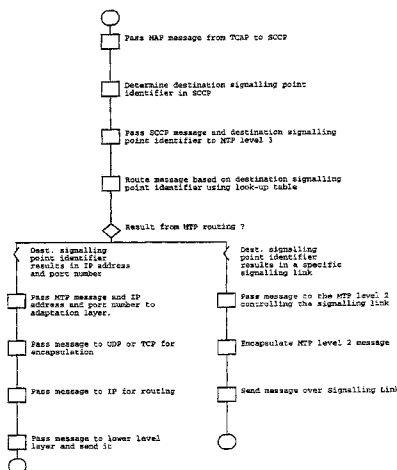 Pass MAP message from TCAP to SCCP
Determine destination signalling point
identifier in SCCP
Pass SCCP message and destination signalling
point identifier to MTP level 3
Route message based on destination signalling
point identifier using look-up table
Result from MTP routing ?
Dest. signalling
point identifier
results in IP address
and port number
Pass MTP message and IP
address and port number to
adaptation layer.
Pass message to UDP or TCP for
encapsulation
Pass message to IP for routing
Pass message to lower level
layer and send it
Dest. signalling
point identifier
results in a specific
signalling link
Pass message to the MTP level 2
controlling the signalling link
Encapsulate MTP level 2 message
Send message over Signalling Link